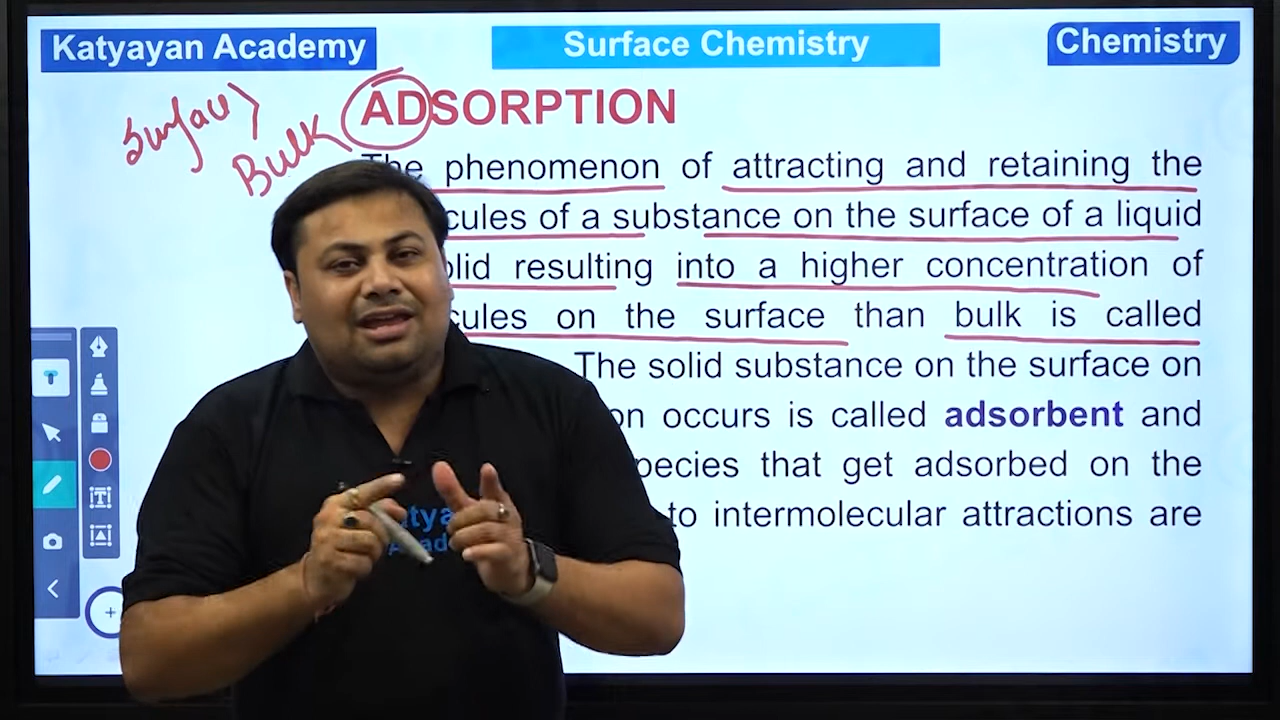 Katyayan Academy
Surface Chemistry
Chemistry
Surface >
Bulk
ADSORPTION
The phenomenon of attracting and retaining the
cules of a substance on the surface of a liquid
olid resulting into a higher concentration of
cules on the surface than bulk is called
The solid substance on the surface on
on occurs is called adsorbent and
pecies that get adsorbed on the
to intermolecular attractions are
T
T
A
+
atya
Acad